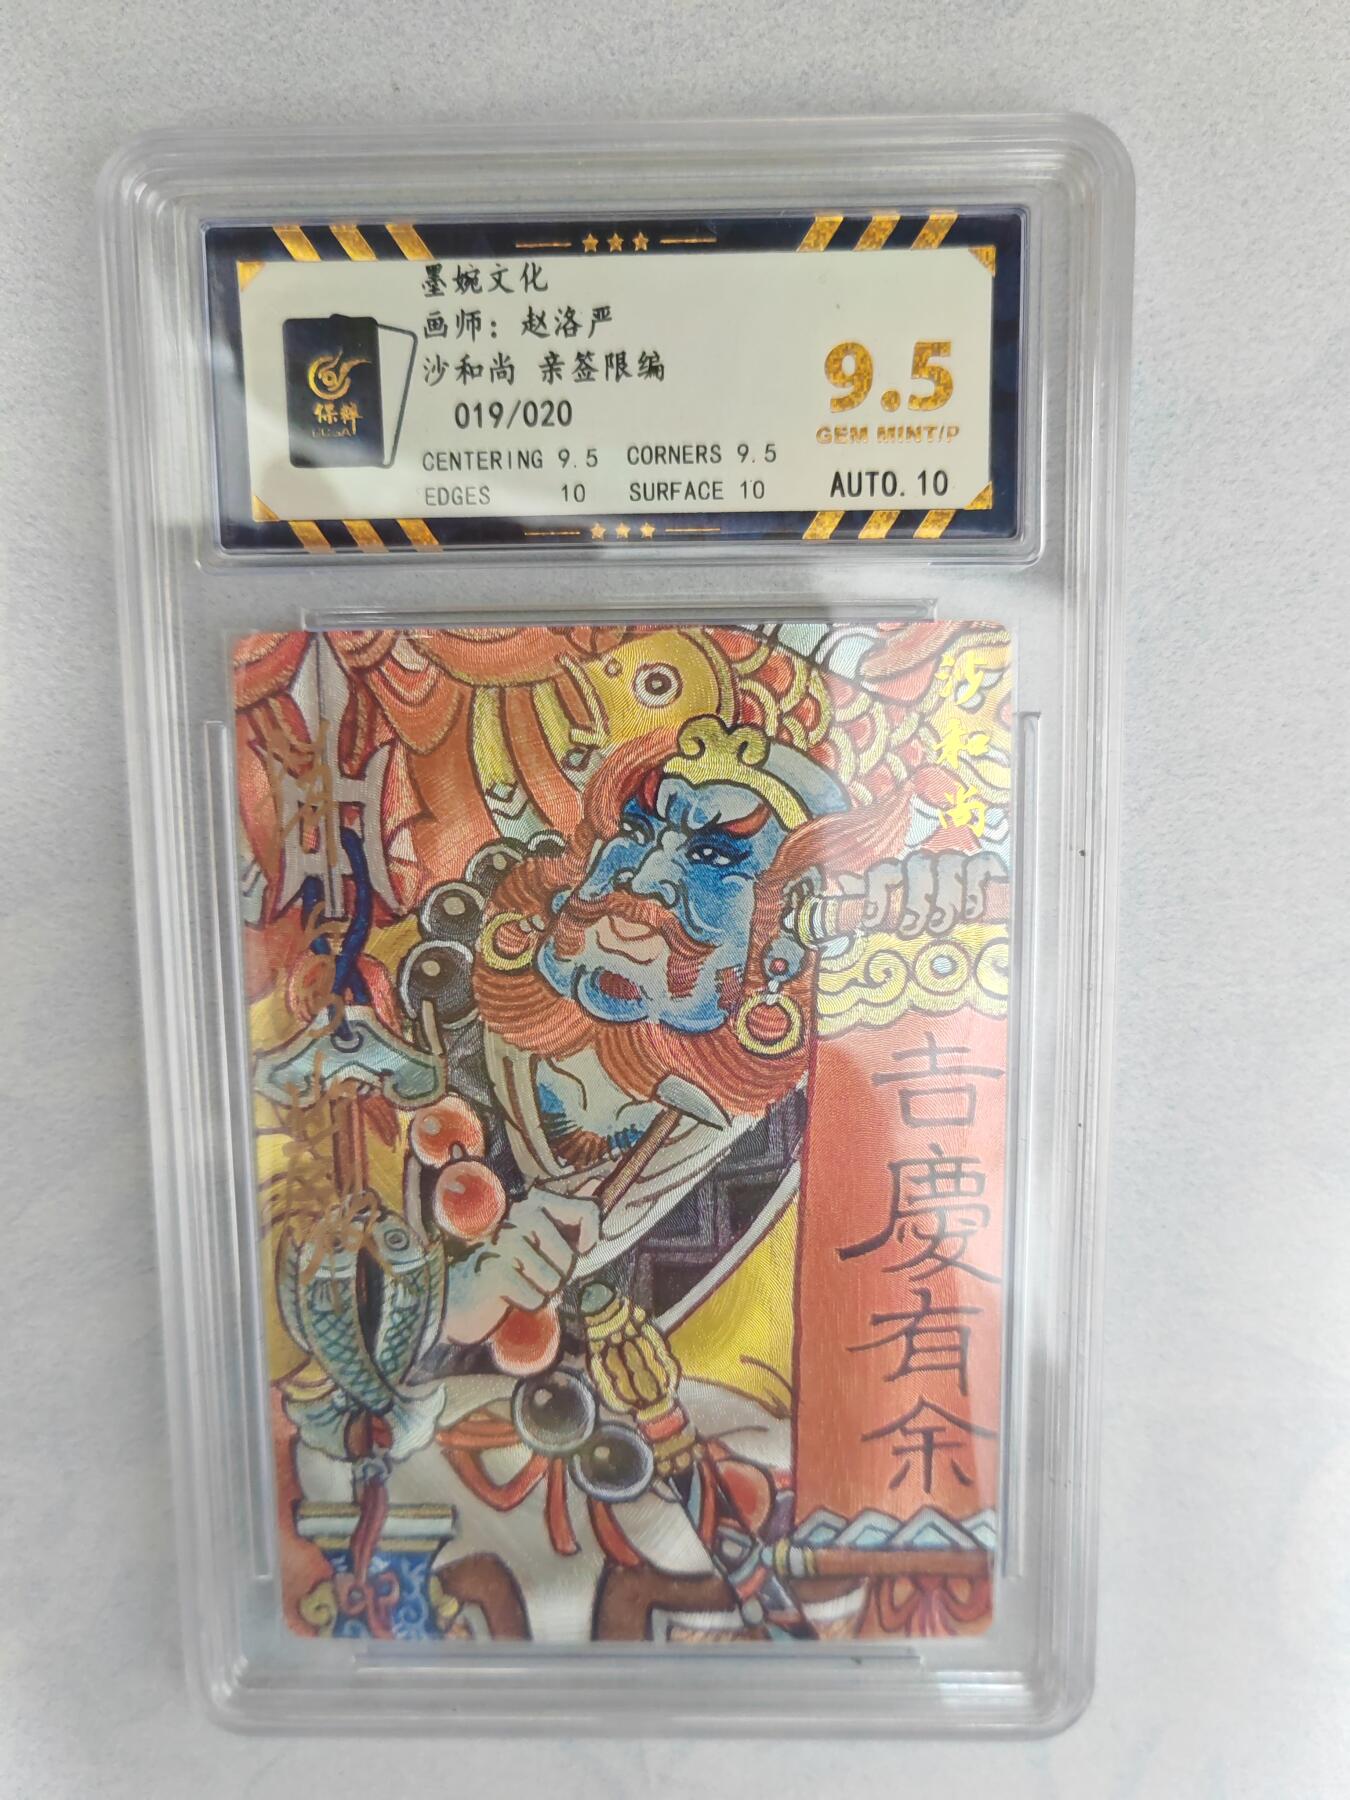 墨婉文化
画师：赵洛严
沙和尚 亲签限编
019/020
CENTERING 9.5 CORNERS 9.5
EDGES 10 SURFACE 10
9.5
GEM MINT/P
AUTO. 10
保粹
沙和尚
吉慶有余